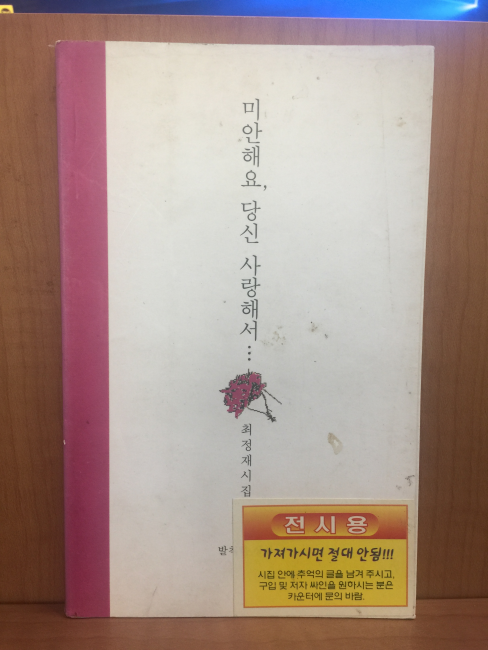 미안해요, 당신 사랑해서...
최정재시집
전시용
가져가시면 절대 안됨!!!
시집 안에 추억의 글을 남겨 주시고,
구입 및 저자 싸인을 원하시는 분은
카운터에 문의 바람.